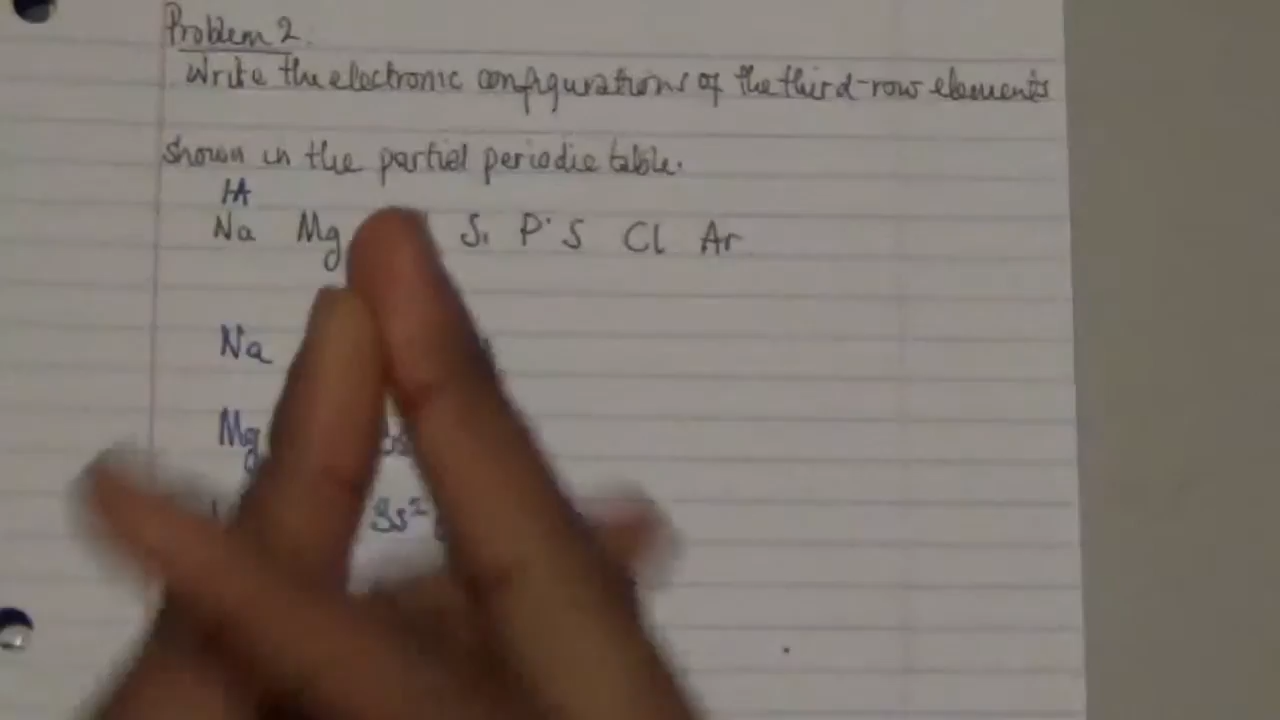 Problem 2.
Write the electronic configurations of the third-row elements
shown in the partial periodic table.
IA
Na Mg Si P S Cl Ar
Na
Mg
3s²